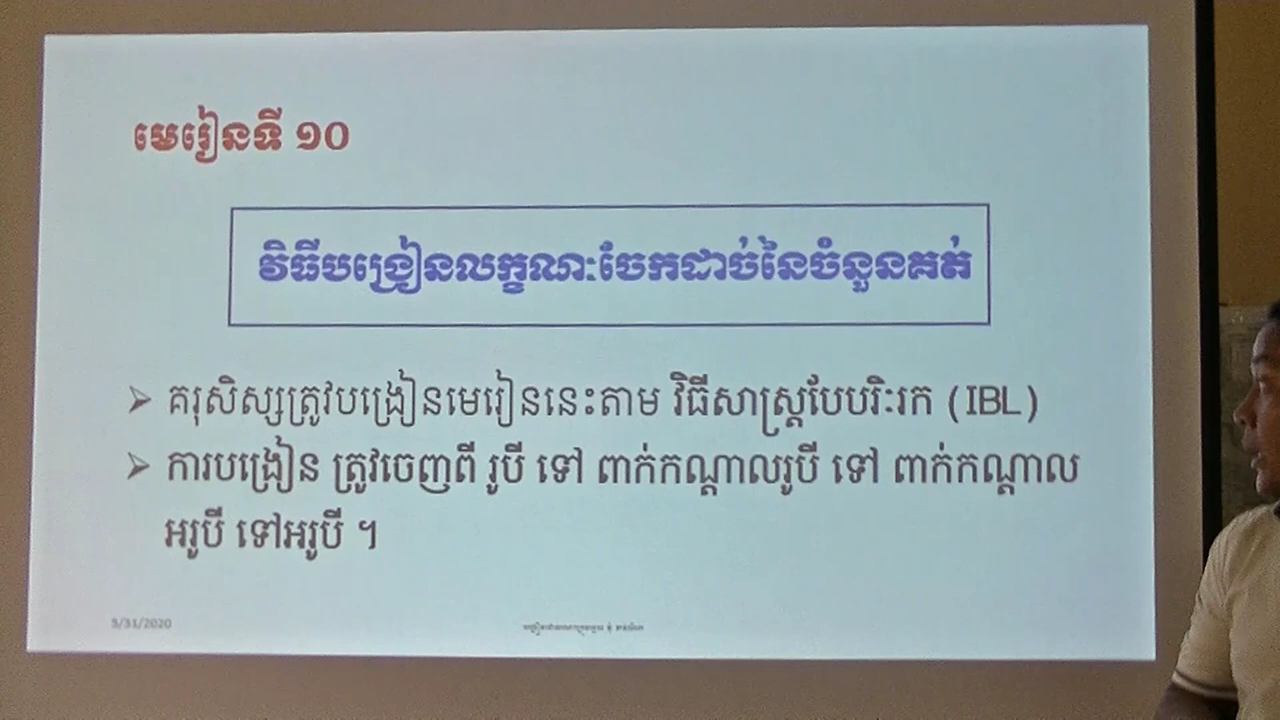 មេរៀនទី ១០
វិធីបង្រៀនលក្ខណៈចែកដាច់នៃចំនួនគត់
➢ គរុសិស្សត្រូវបង្រៀនមេរៀននេះតាម វិធីសាស្ត្របែបរិះរក (IBL)
➢ ការបង្រៀន ត្រូវចេញពី រូបី ទៅ ពាក់កណ្ដាលរូបី ទៅ ពាក់កណ្ដាល
អរូបី ទៅអរូបី ។
5/31/2020